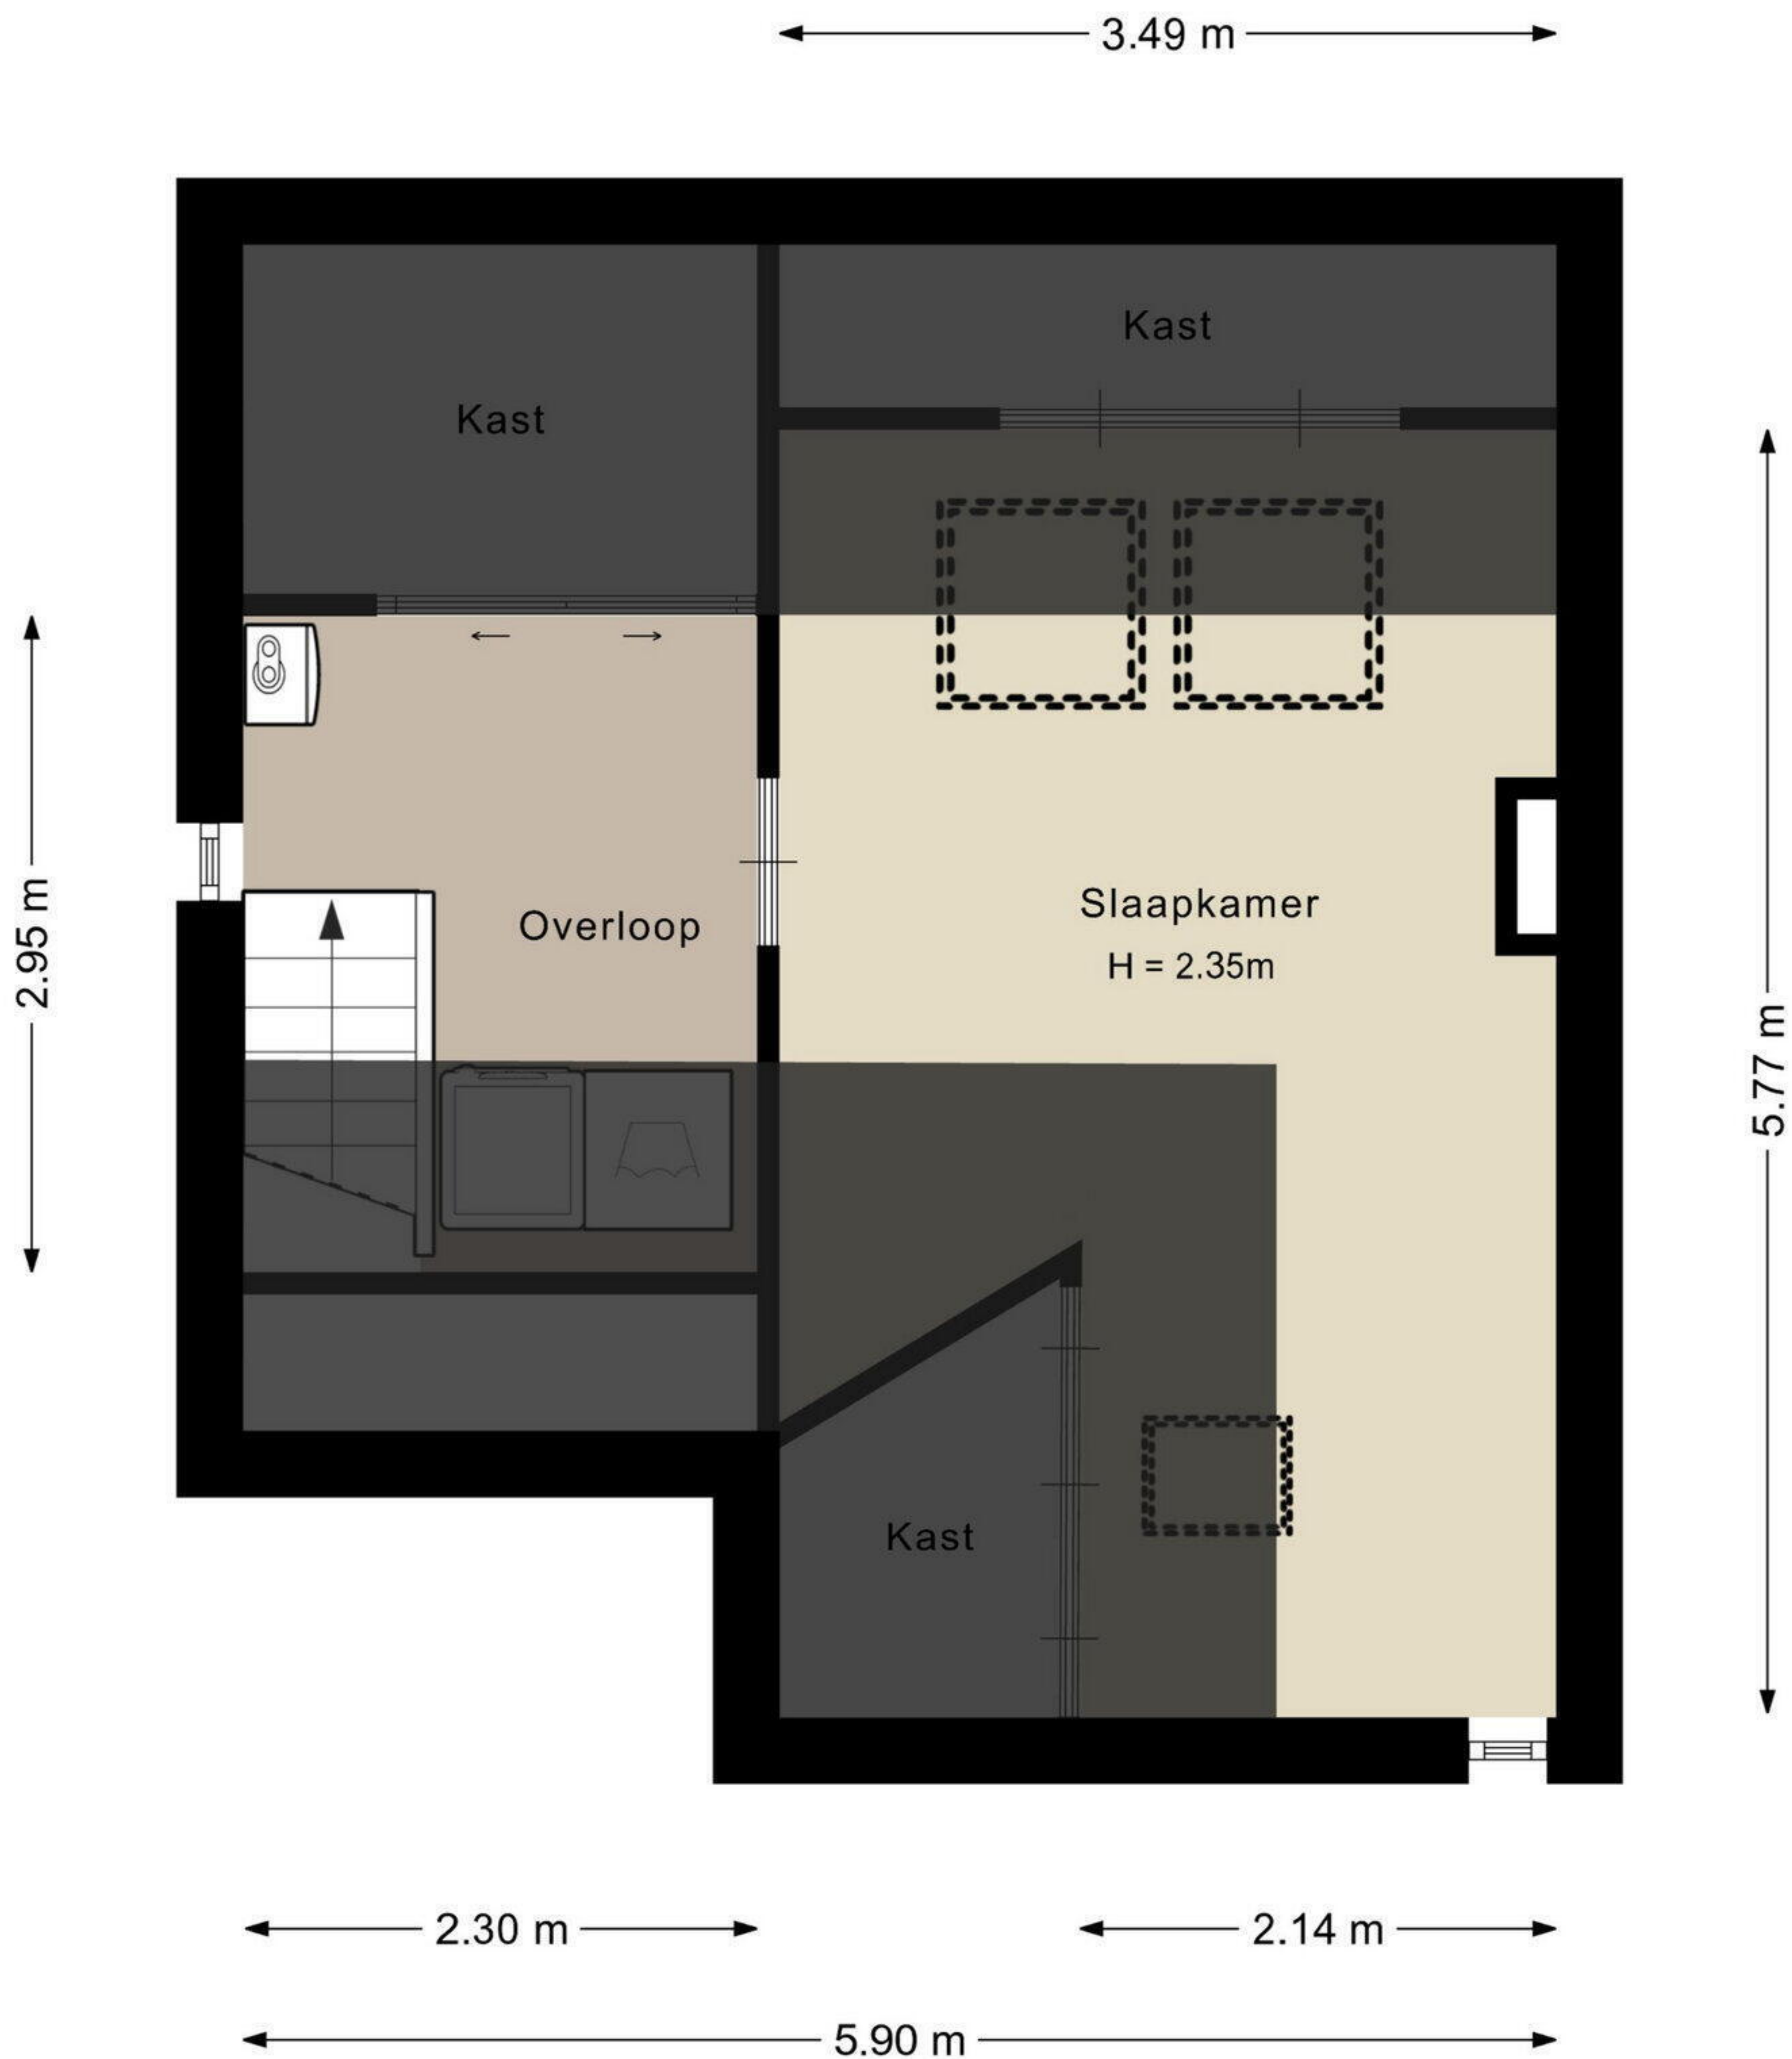 3.49 m
Kast
Kast
Overloop
Slaapkamer
H = 2.35m
2.95 m
5.77 m
Kast
2.30 m
2.14 m
5.90 m